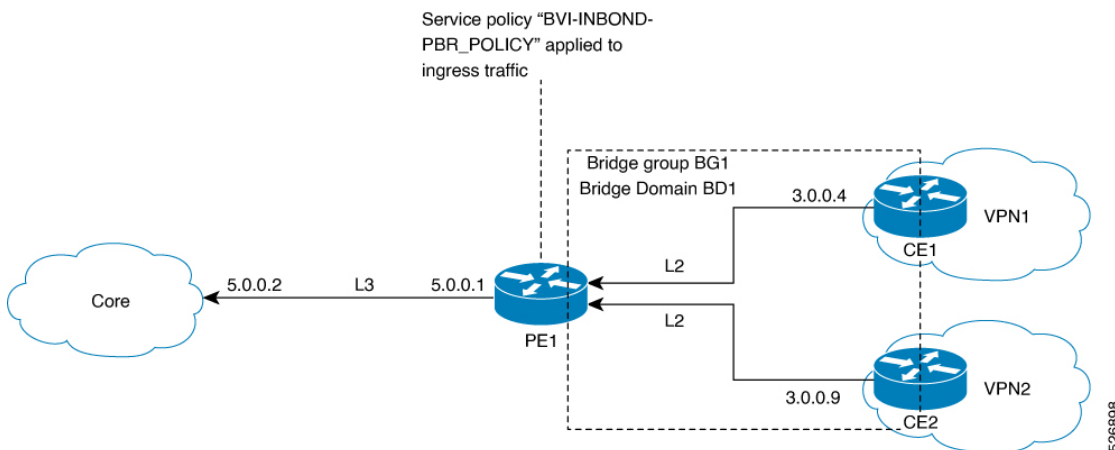 Service policy “BVI-INBOND-
PBR_POLICY” applied to
ingress traffic
Bridge group BG1
Bridge Domain BD1
3.0.0.4
VPN1
CE1
L2
5.0.0.2
L3
5.0.0.1
Core
L2
PE1
3.0.0.9
VPN2
CE2
526898